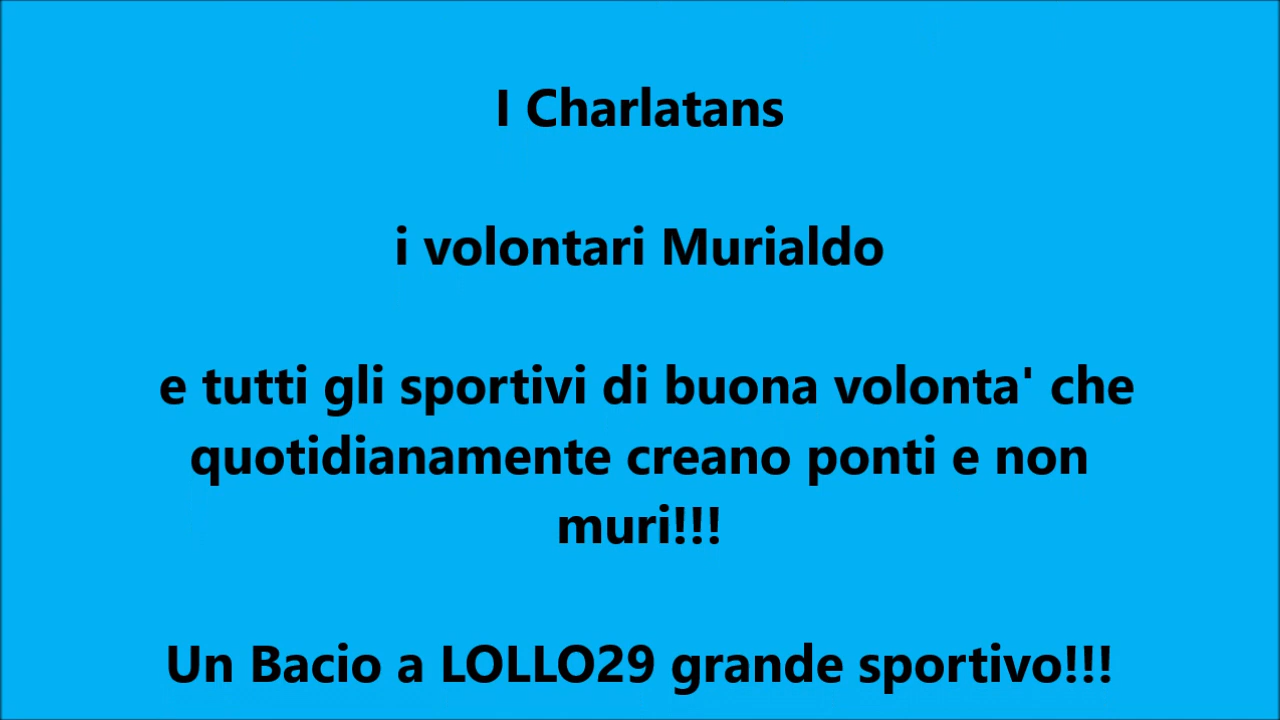 I Charlatans
i volontari Murialdo
e tutti gli sportivi di buona volonta' che
quotidianamente creano ponti e non
muri!!!
Un Bacio a LOLLO29 grande sportivo!!!